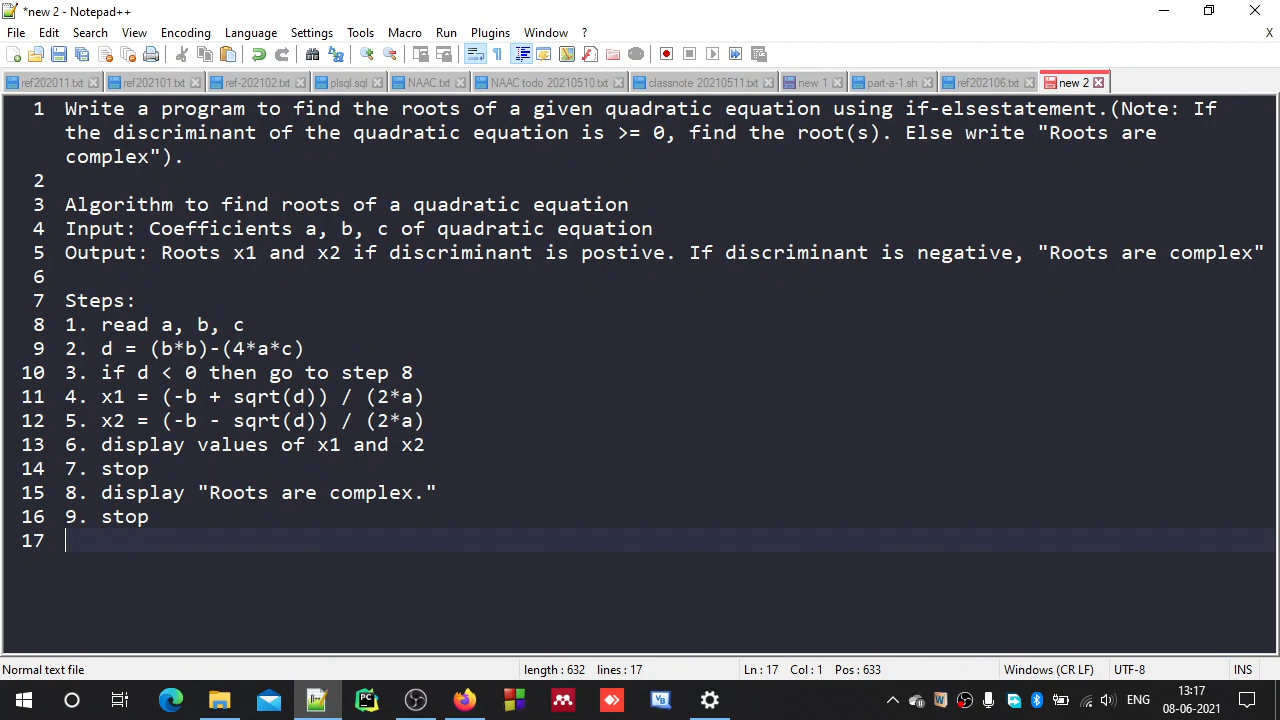 *new 2 - Notepad++
File Edit Search View Encoding Language Settings Tools Macro Run Plugins Window ? X
ref202011.txt ref202101.txt ref-202102.txt plsql.sql NAAC.txt NAAC todo 20210510.txt classnote 20210511.txt new 1 part-a-1.sh ref202106.txt new 2
1 Write a program to find the roots of a given quadratic equation using if-elsestatement.(Note: If
the discriminant of the quadratic equation is >= 0, find the root(s). Else write "Roots are
complex").
2
3 Algorithm to find roots of a quadratic equation
4 Input: Coefficients a, b, c of quadratic equation
5 Output: Roots x1 and x2 if discriminant is postive. If discriminant is negative, "Roots are complex"
6
7 Steps:
8 1. read a, b, c
9 2. d = (b*b)-(4*a*c)
10 3. if d < 0 then go to step 8
11 4. x1 = (-b + sqrt(d)) / (2*a)
12 5. x2 = (-b - sqrt(d)) / (2*a)
13 6. display values of x1 and x2
14 7. stop
15 8. display "Roots are complex."
16 9. stop
17
Normal text file length : 632 lines : 17 Ln : 17 Col : 1 Pos : 633 Windows (CR LF) UTF-8 INS
ENG 13:17
08-06-2021